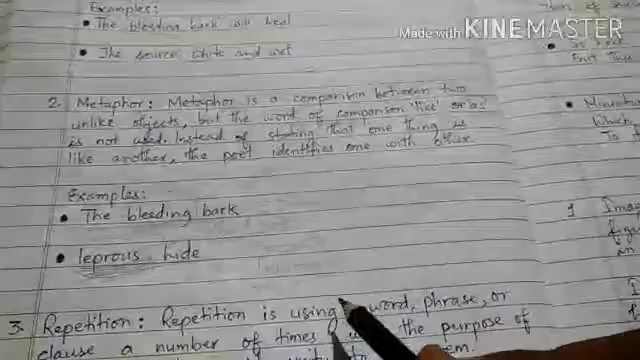 Examples:
• The bleeding bark will heal
• The source white and wet
Made with KINEMASTER
2. Metaphor: Metaphor is a comparison between two
unlike objects, but the word of comparison 'like' or as
is not used. Instead of stating that one thing is
like another, the poet identifies one with other.
Examples:
• The bleeding bark
• leprous hide
3. Repetition: Repetition is using word, phrase, or
clause a number of times the purpose of
1 Imag